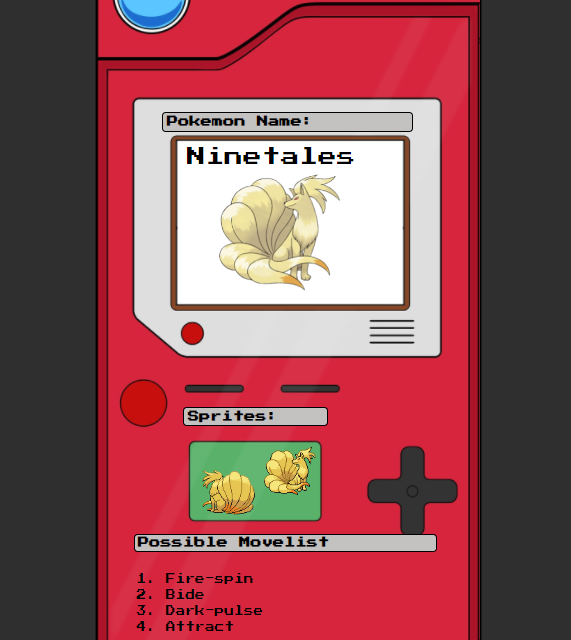 Pokemon Name:
Ninetales
Sprites:
Possible Movelist
1. Fire-spin
2. Bide
3. Dark-pulse
4. Attract